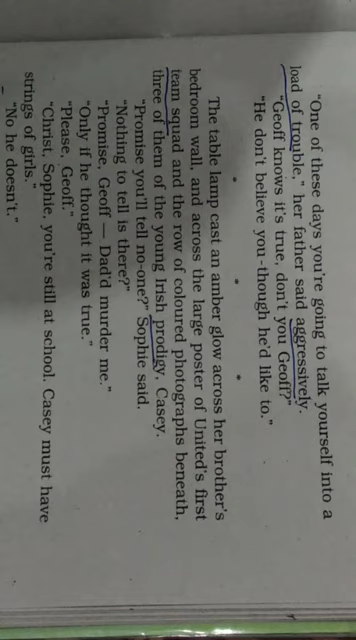 "One of these days you're going to talk yourself into a
load of trouble," her father said aggressively.
"Geoff knows it's true, don't you Geoff?"
"He don't believe you - though he'd like to."
* * *
The table lamp cast an amber glow across her brother's
bedroom wall, and across the large poster of United's first
team squad and the row of coloured photographs beneath,
three of them of the young Irish prodigy, Casey.
"Promise you'll tell no-one?" Sophie said.
"Nothing to tell is there?"
"Promise, Geoff — Dad'd murder me."
"Only if he thought it was true."
"Please, Geoff."
"Christ, Sophie, you're still at school. Casey must have
strings of girls."
"No he doesn't."